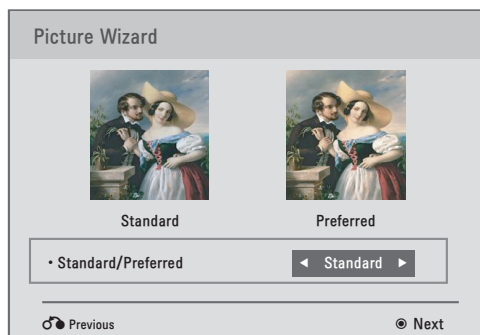 Picture Wizard
Standard Preferred
• Standard/Preferred ◄ Standard ►
Previous ◉ Next